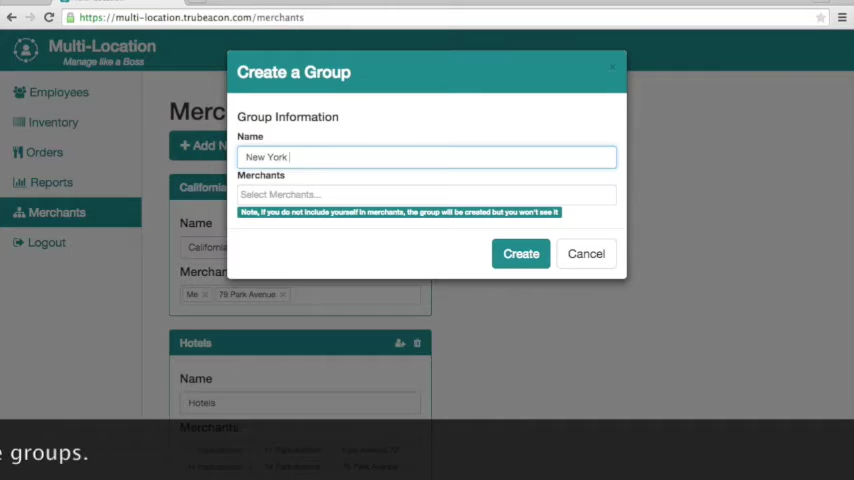 https://multi-location.trubeacon.com/merchants
Multi-Location
Manage like a Boss
Employees
Inventory
Orders
Reports
Merchants
Logout
Merc
+ Add N
California
Name
California
Merchan
Me ×
79 Park Avenue ×
Hotels
Name
Hotels
Merchants
Create a Group
×
Group Information
Name
New York
Merchants
Select Merchants...
Note, if you do not include yourself in merchants, the group will be created but you won't see it
Create
Cancel
groups.